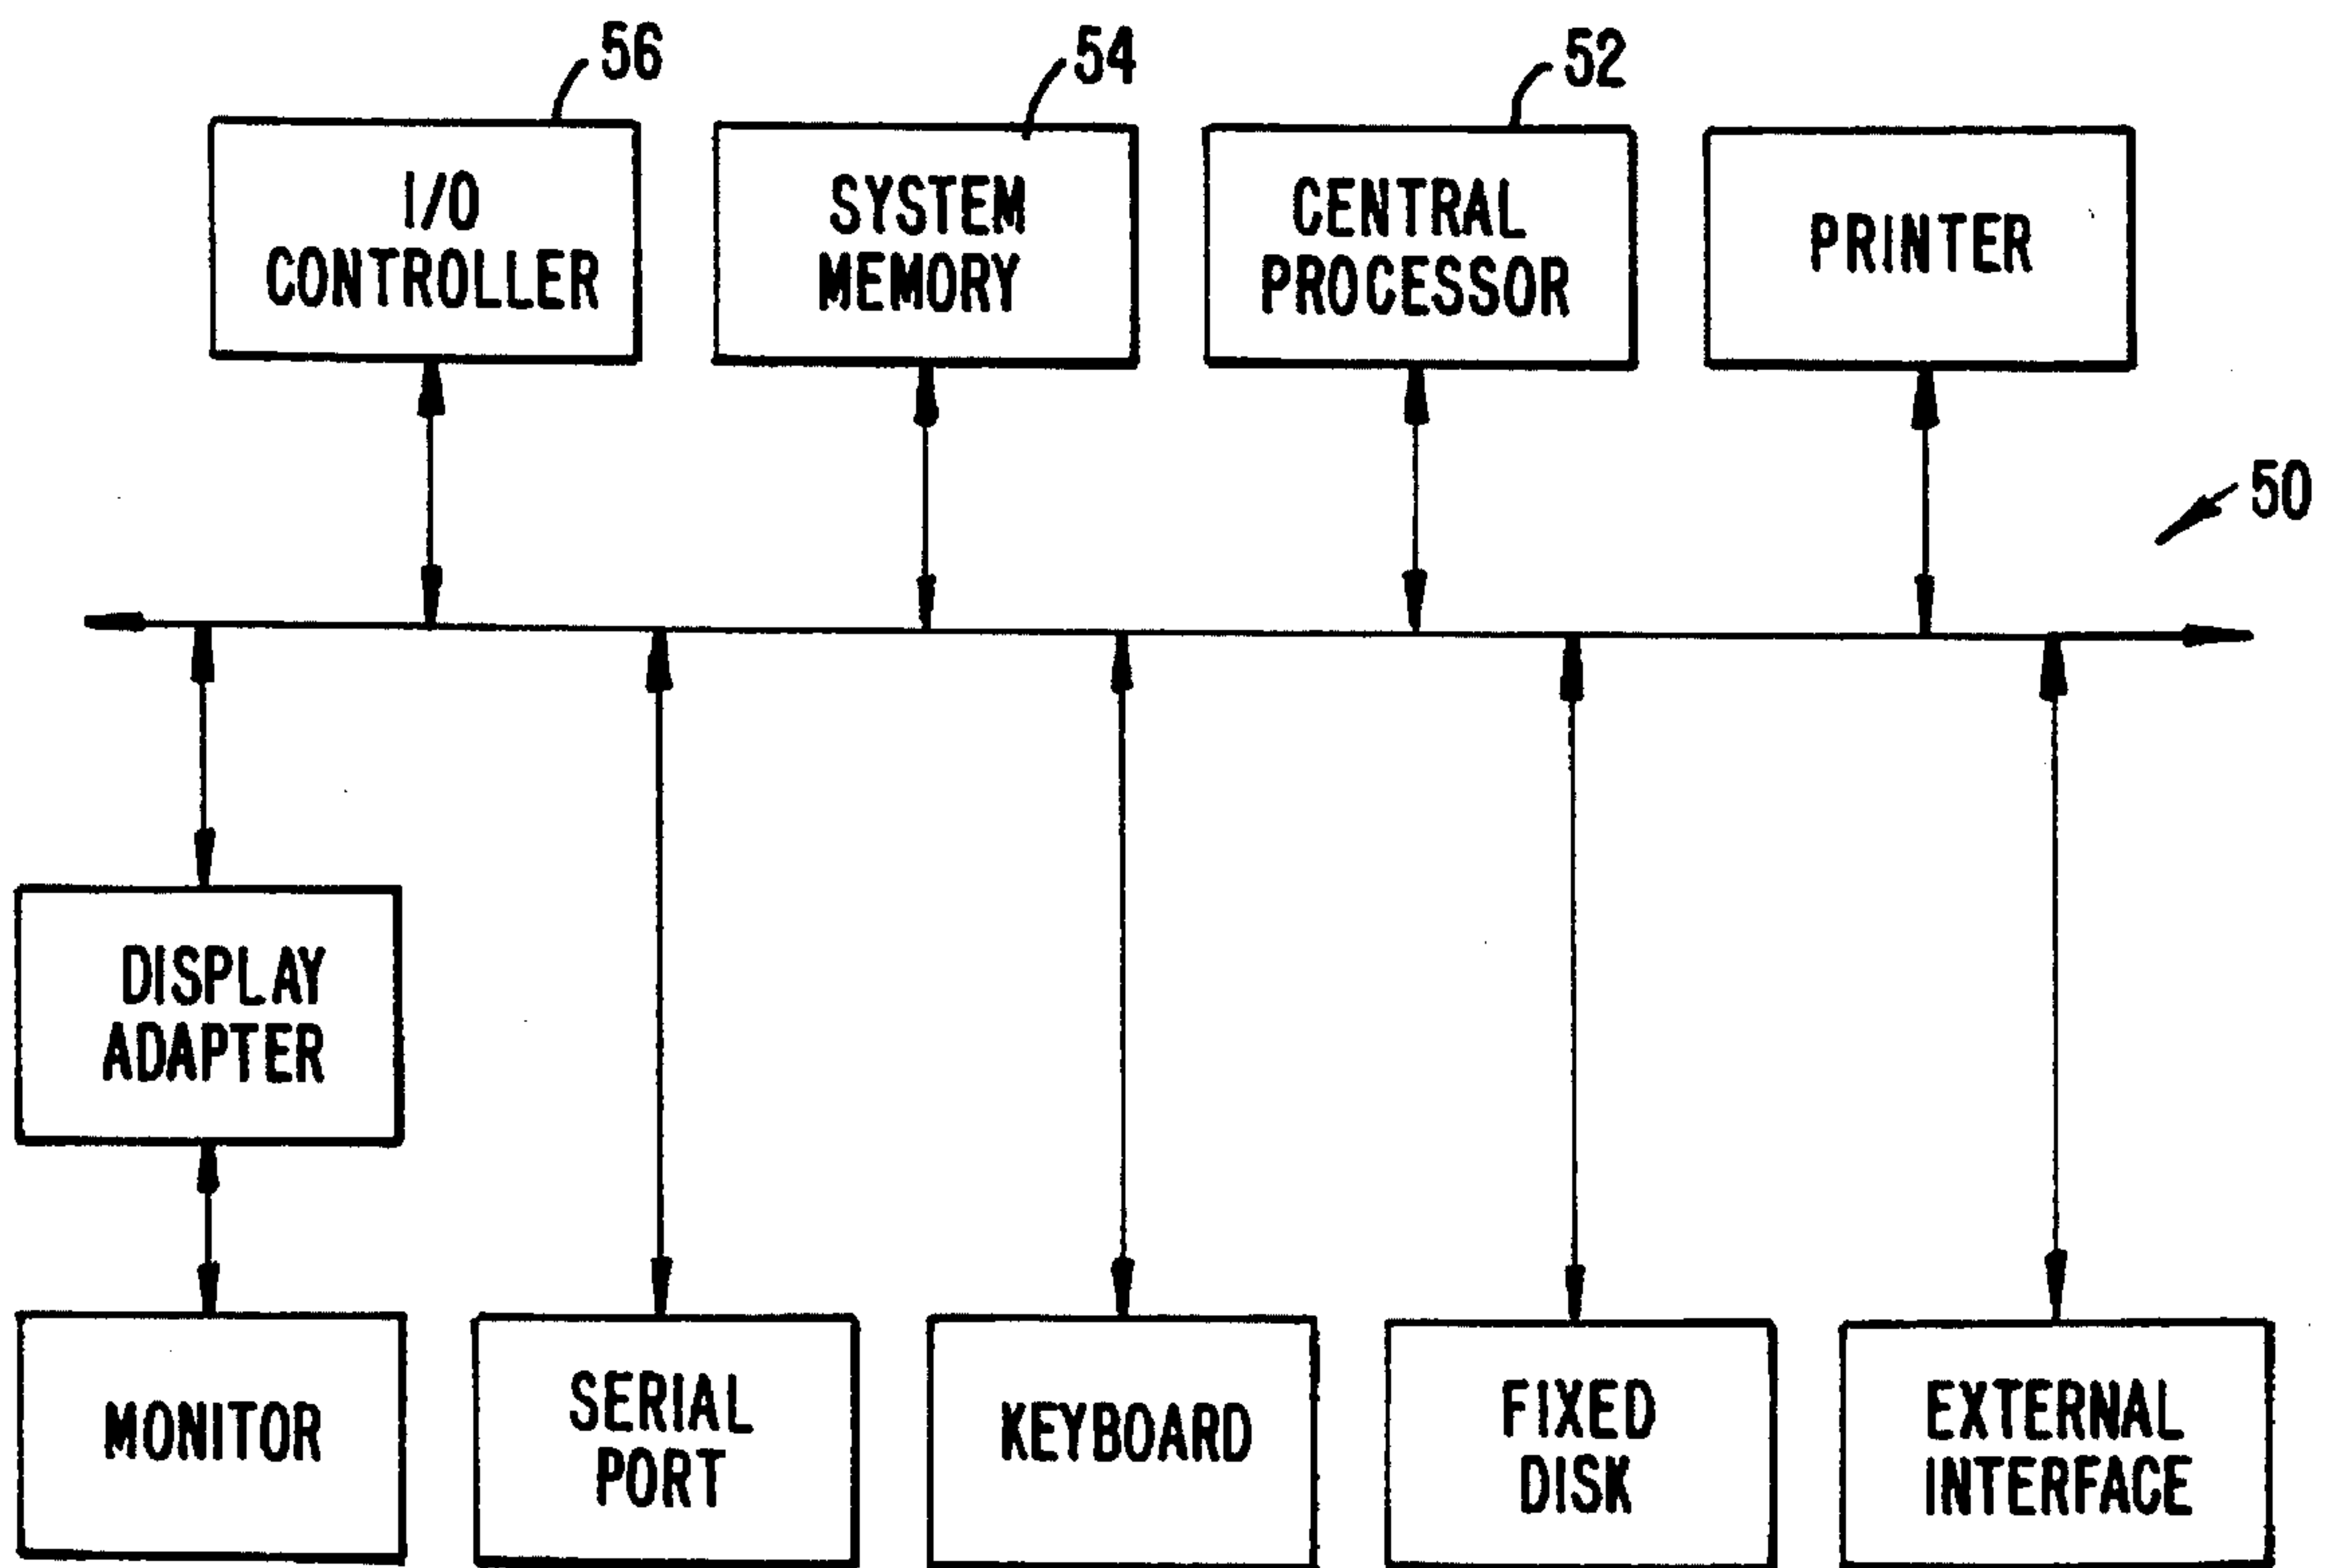 56
54
52
I/O
CONTROLLER
SYSTEM
MEMORY
CENTRAL
PROCESSOR
PRINTER
50
DISPLAY
ADAPTER
MONITOR
SERIAL
PORT
KEYBOARD
FIXED
DISK
EXTERNAL
INTERFACE